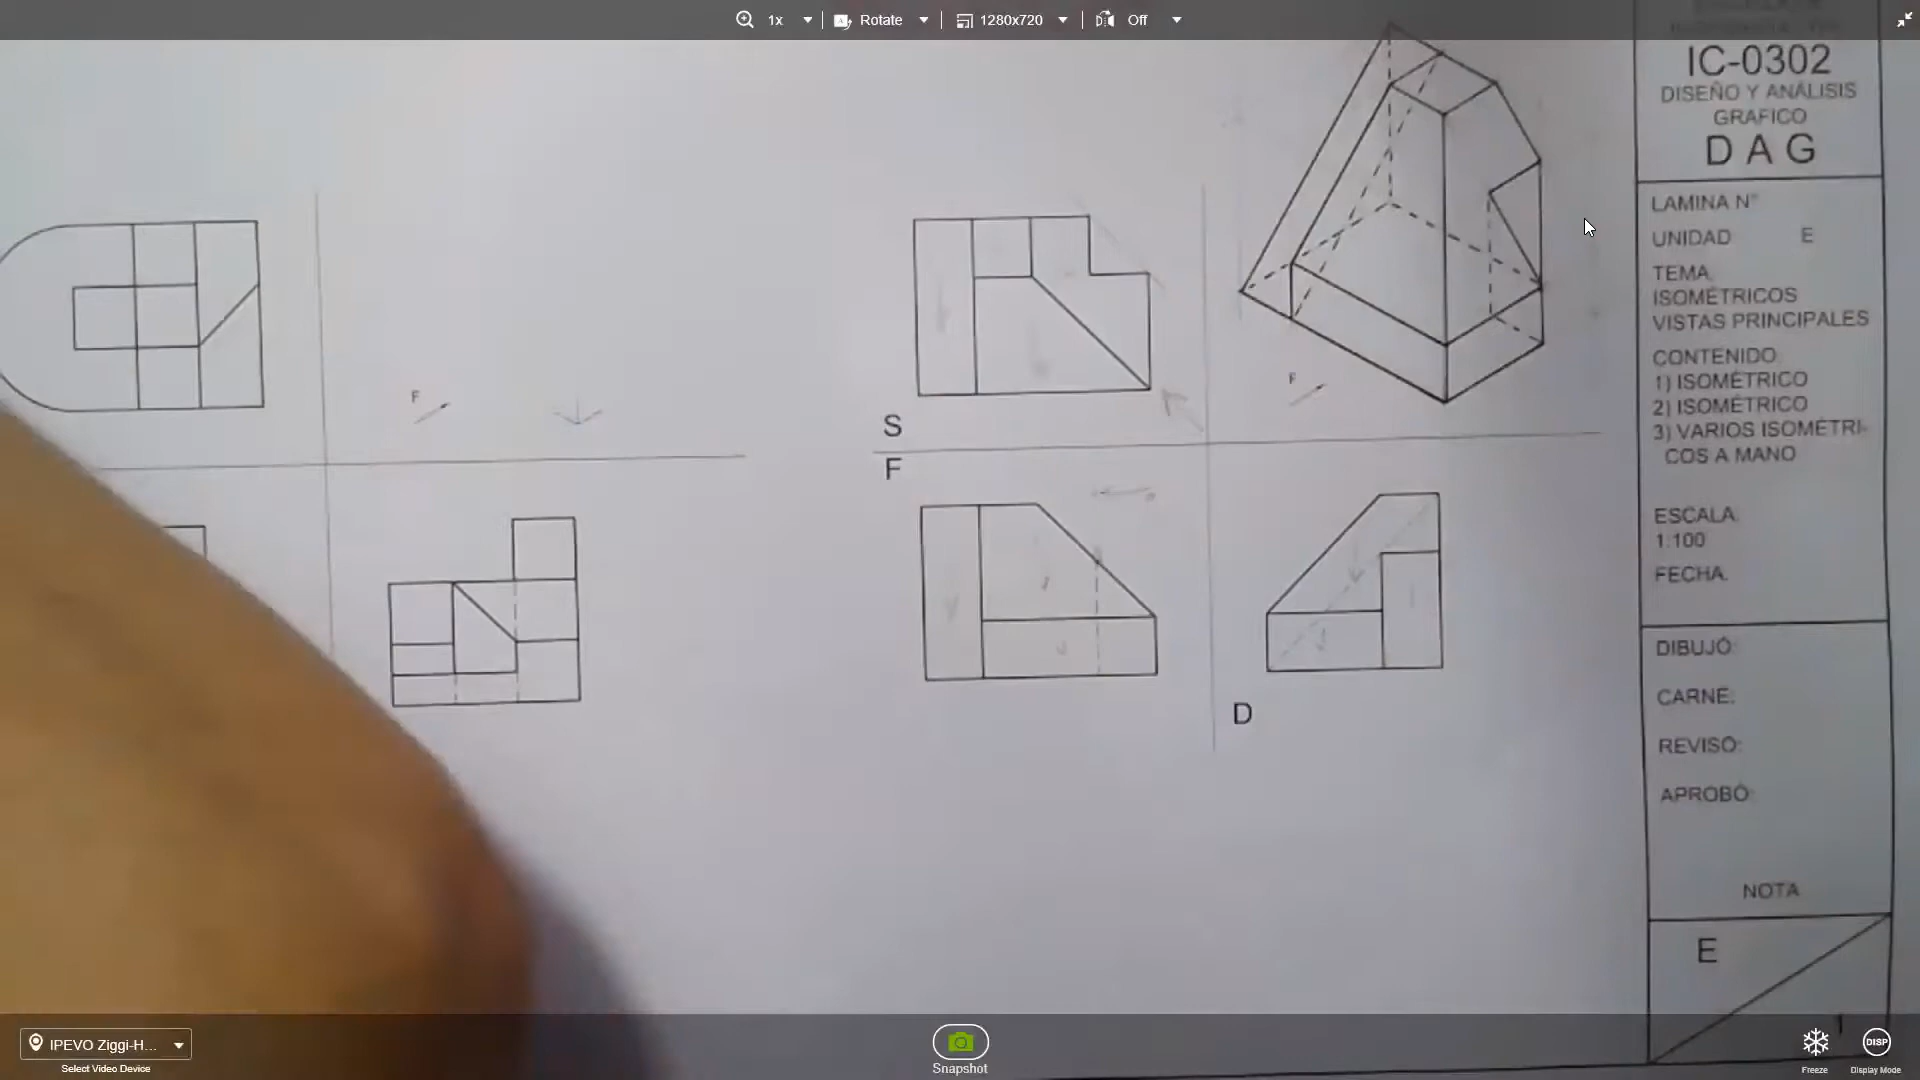 1x
Rotate
1280x720
Off
IC-0302
DISEÑO Y ANÁLISIS
GRAFICO
D A G
LAMINA N°
UNIDAD E
TEMA.
ISOMÉTRICOS
VISTAS PRINCIPALES
CONTENIDO.
1) ISOMÉTRICO
2) ISOMÉTRICO
3) VARIOS ISOMÉTRI-
COS A MANO
ESCALA.
1:100
FECHA.
DIBUJÓ:
CARNE:
REVISÓ:
APROBÓ:
NOTA
E
1
F
F
S
F
D
IPEVO Ziggi-H...
Select Video Device
Snapshot
Freeze
DISP
Display Mode